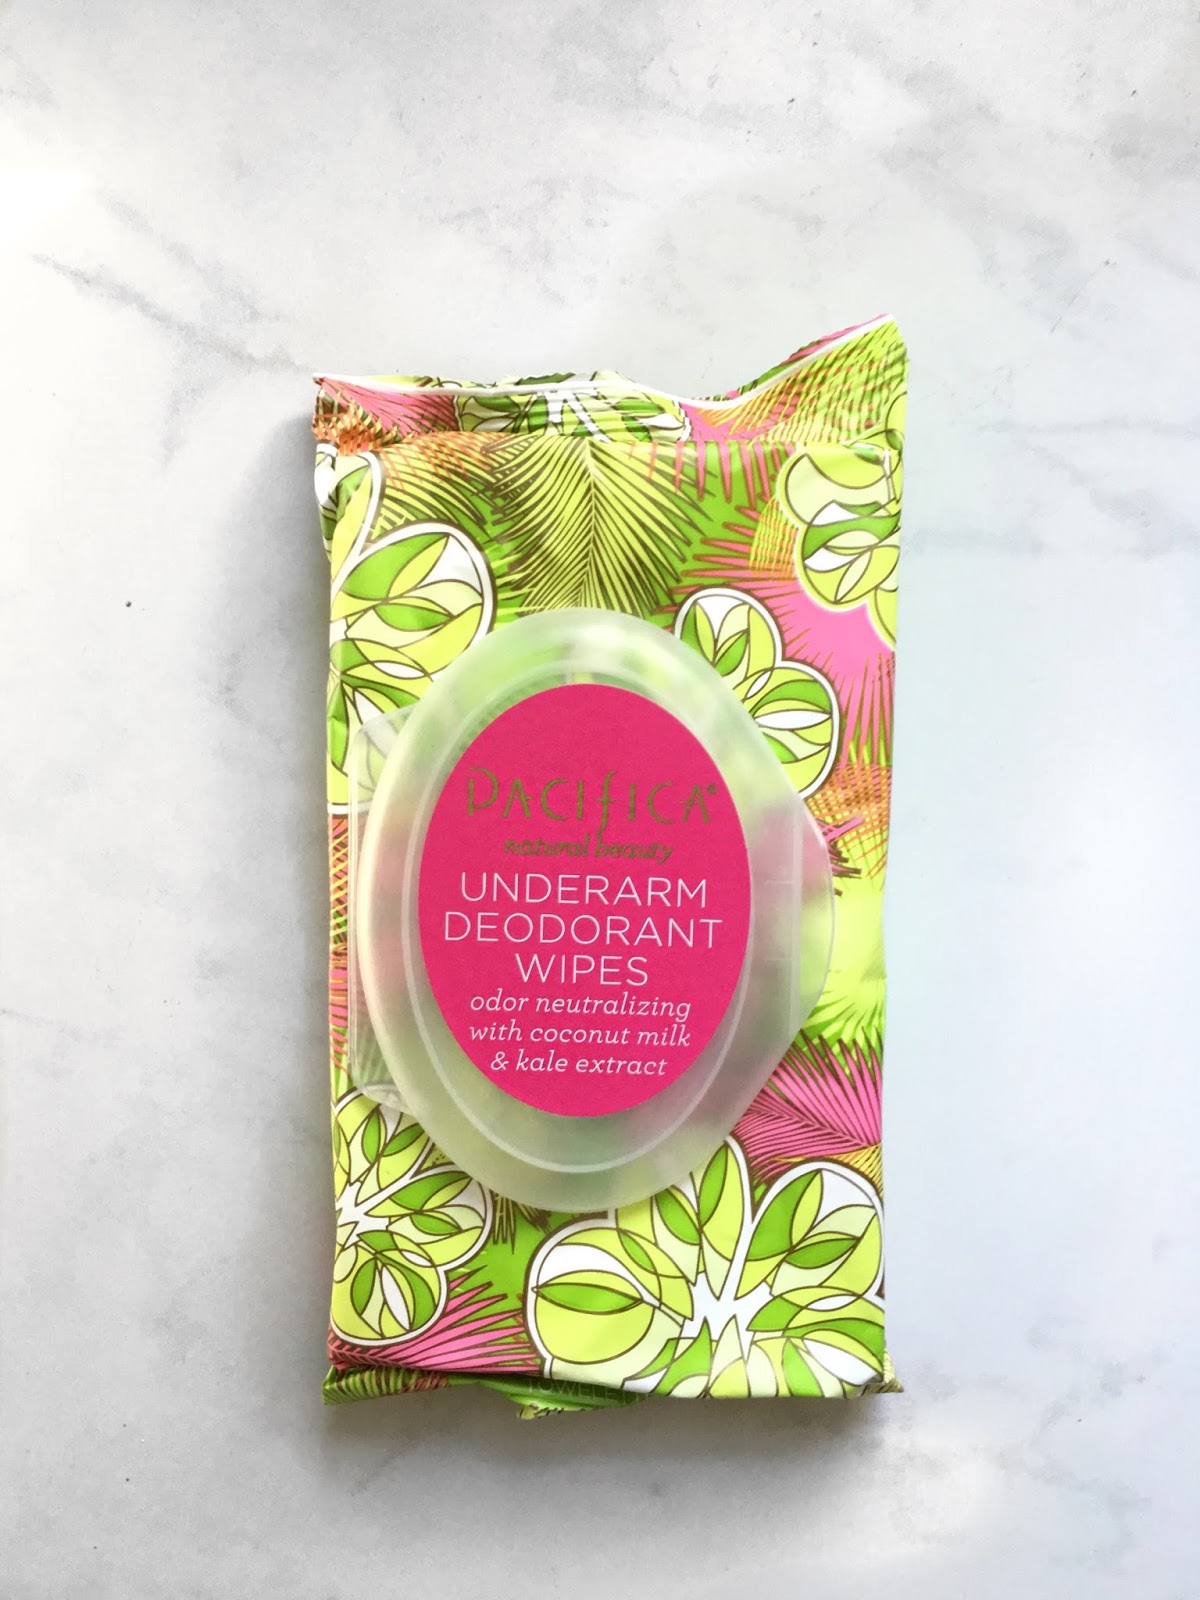 PACIFICA®
natural beauty
UNDERARM
DEODORANT
WIPES
odor neutralizing
with coconut milk
& kale extract